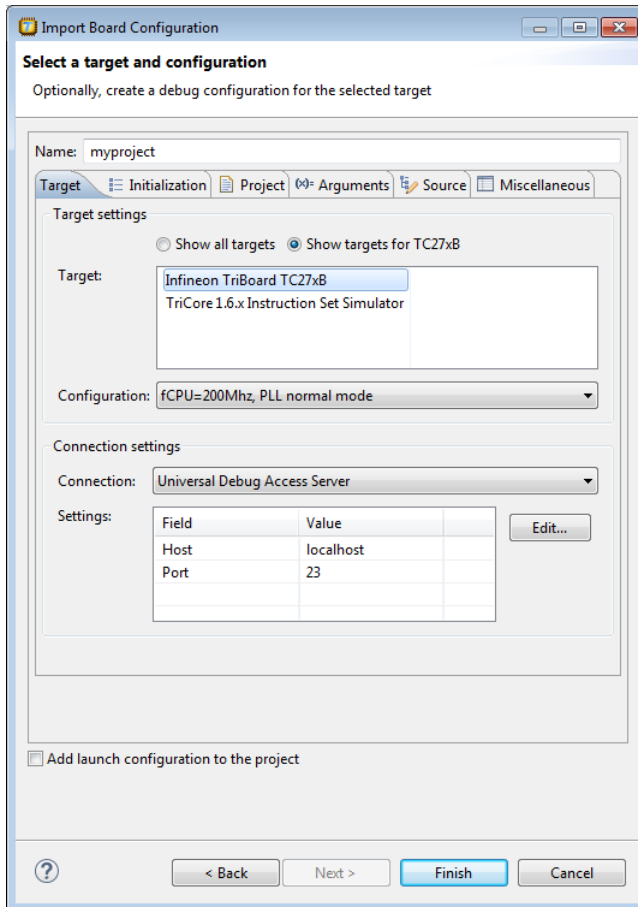 Import Board Configuration
Select a target and configuration
Optionally, create a debug configuration for the selected target
Name: myproject
Target Initialization Project (x)= Arguments Source Miscellaneous
Target settings
Show all targets Show targets for TC27xB
Target: Infineon TriBoard TC27xB
TriCore 1.6.x Instruction Set Simulator
Configuration: fCPU=200Mhz, PLL normal mode
Connection settings
Connection: Universal Debug Access Server
Settings: Field Value Edit...
Host localhost
Port 23
Add launch configuration to the project
? < Back Next > Finish Cancel